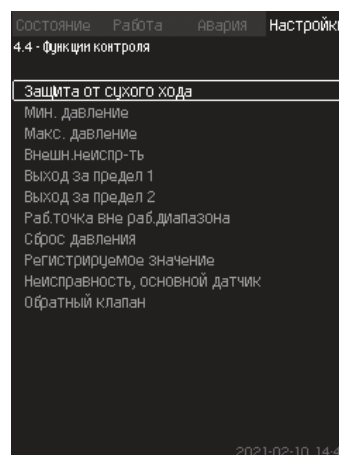 Состояние Работа Авария Настройки
4.4 - Функции контроля
Защита от сухого хода
Мин. давление
Макс. давление
Внешн.неиспр-ть
Выход за предел 1
Выход за предел 2
Раб.точка вне раб.диапазона
Сброс давления
Регистрируемое значение
Неисправность, основной датчик
Обратный клапан
2021-02-10 14:4